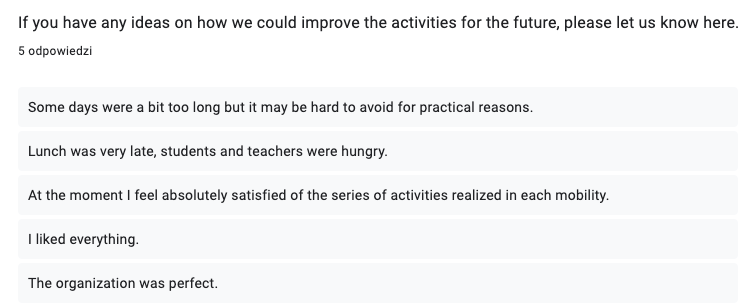 If you have any ideas on how we could improve the activities for the future, please let us know here.
5 odpowiedzi
Some days were a bit too long but it may be hard to avoid for practical reasons.
Lunch was very late, students and teachers were hungry.
At the moment I feel absolutely satisfied of the series of activities realized in each mobility.
I liked everything.
The organization was perfect.